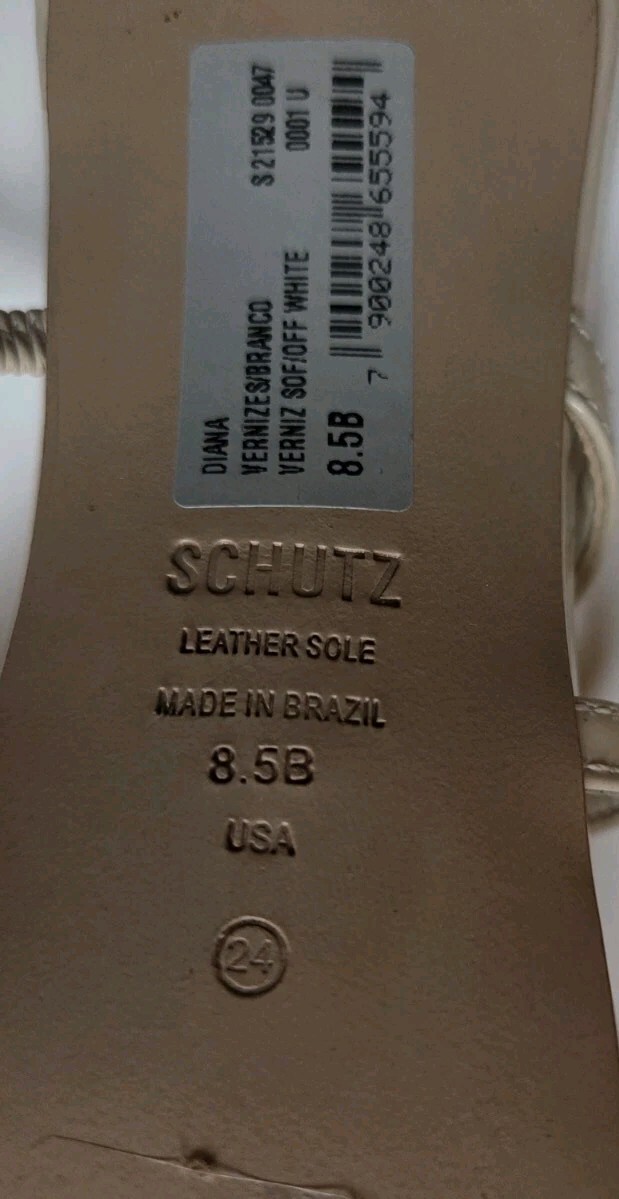 DIANA
VERNIZES/BRANCO
VERNIZ SOF/OFF WHITE
8.5B
S 21529 0047
0001 U
7 900248 655594
SCHUTZ
LEATHER SOLE
MADE IN BRAZIL
8.5B
USA
24